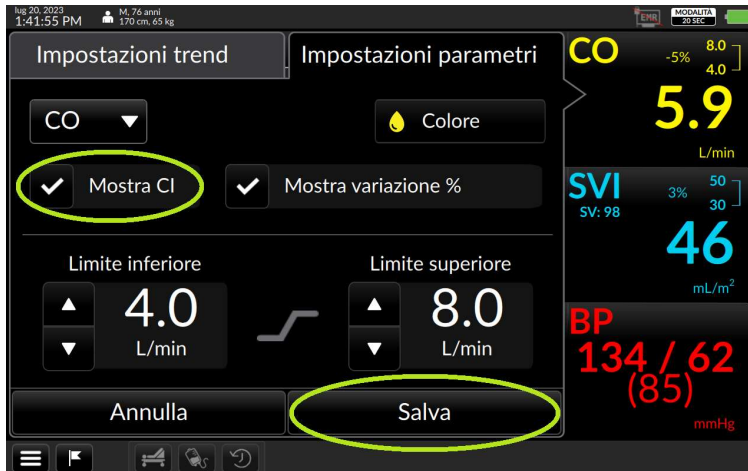 lug 20, 2023
1:41:55 PM
M, 76 anni
170 cm, 65 kg
EMR
MODALITA
20 SEC
Impostazioni trend
Impostazioni parametri
CO
Colore
Mostra CI
Mostra variazione %
Limite inferiore
Limite superiore
4.0
8.0
L/min
L/min
Annulla
Salva
CO
-5%
8.0
4.0
5.9
L/min
SVI
SV: 98
3%
50
30
46
mL/m²
BP
134 / 62
(85)
mmHg